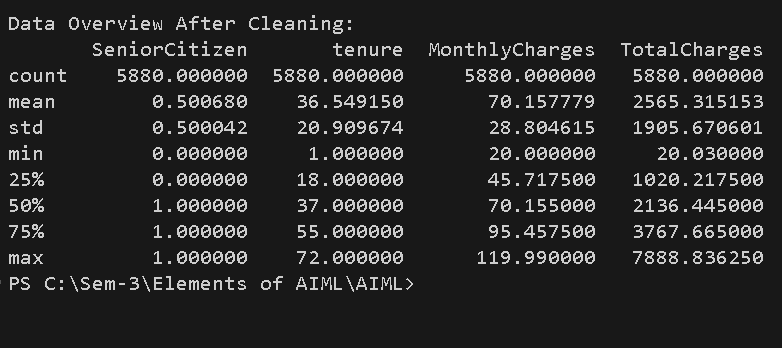 Data Overview After Cleaning:
       SeniorCitizen       tenure  MonthlyCharges  TotalCharges
count    5880.000000  5880.000000     5880.000000   5880.000000
mean        0.500680    36.549150       70.157779   2565.315153
std         0.500042    20.909674       28.804615   1905.670601
min         0.000000     1.000000       20.000000     20.030000
25%         0.000000    18.000000       45.717500   1020.217500
50%         1.000000    37.000000       70.155000   2136.445000
75%         1.000000    55.000000       95.457500   3767.665000
max         1.000000    72.000000      119.990000   7888.836250
PS C:\Sem-3\Elements of AIML\AIML>